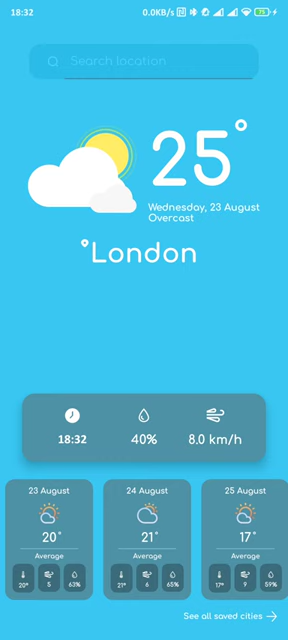 18:32
0.0KB/s
75
Search location
25°
Wednesday, 23 August
Overcast
London
18:32
40%
8.0 km/h
23 August
24 August
25 August
20°
21°
17°
Average
Average
Average
20°
5
63%
21°
6
65%
17°
9
59%
See all saved cities